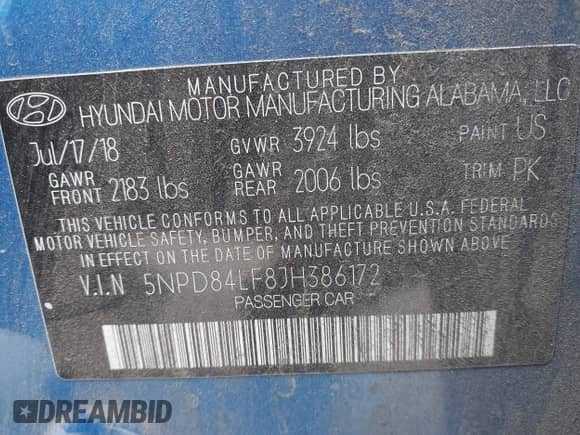 MANUFACTURED BY
HYUNDAI MOTOR MANUFACTURING ALABAMA, LLC
Jul/17/18 GVWR 3924 lbs PAINT US
GAWR FRONT 2183 lbs GAWR REAR 2006 lbs TRIM PK
THIS VEHICLE CONFORMS TO ALL APPLICABLE U.S.A. FEDERAL
MOTOR VEHICLE SAFETY, BUMPER, AND THEFT PREVENTION STANDARDS
IN EFFECT ON THE DATE OF MANUFACTURE SHOWN ABOVE.
V.I.N 5NPD84LF8JH386172
PASSENGER CAR
DREAMBID